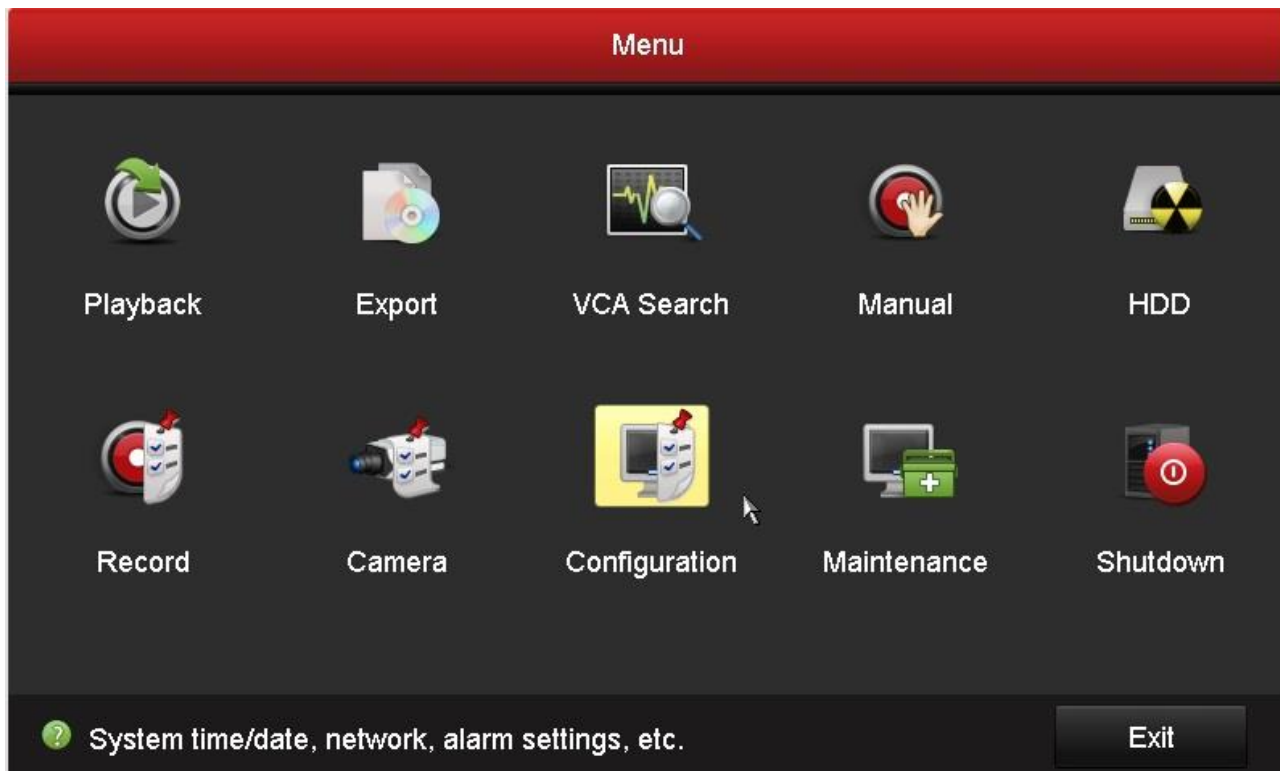 Menu
Playback
Export
VCA Search
Manual
HDD
Record
Camera
Configuration
Maintenance
Shutdown
System time/date, network, alarm settings, etc.
Exit